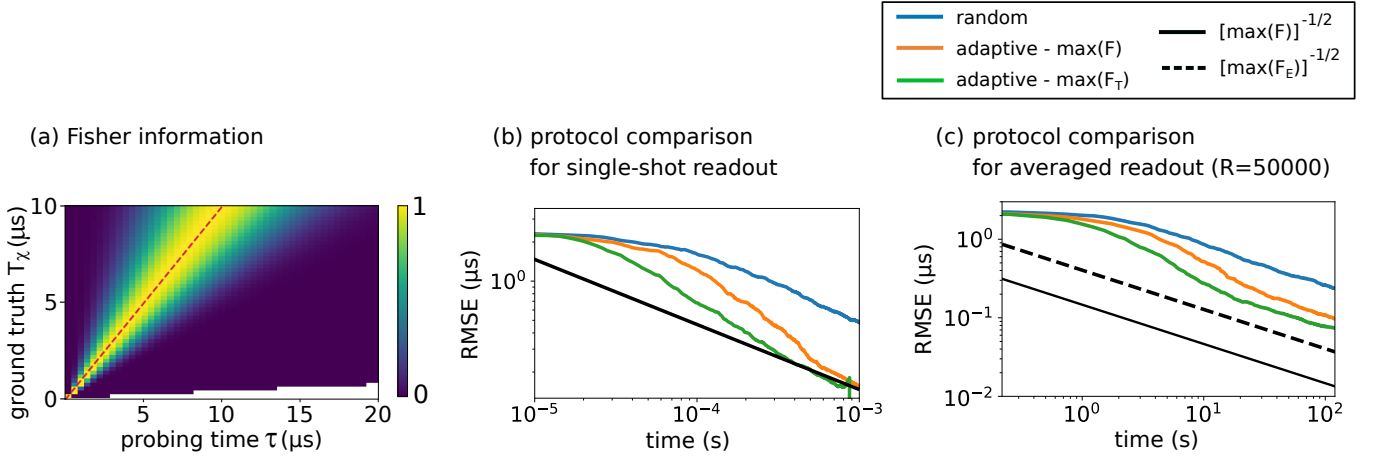 random
adaptive - max(F)
adaptive - max(F_T)
[max(F)]^-1/2
[max(F_E)]^-1/2
(a) Fisher information
ground truth T_χ (μs)
10
5
0
5
10
15
20
probing time τ (μs)
1
0
(b) protocol comparison
for single-shot readout
RMSE (μs)
10^0
10^-5
10^-4
10^-3
time (s)
(c) protocol comparison
for averaged readout (R=50000)
RMSE (μs)
10^0
10^-1
10^-2
10^0
10^1
10^2
time (s)